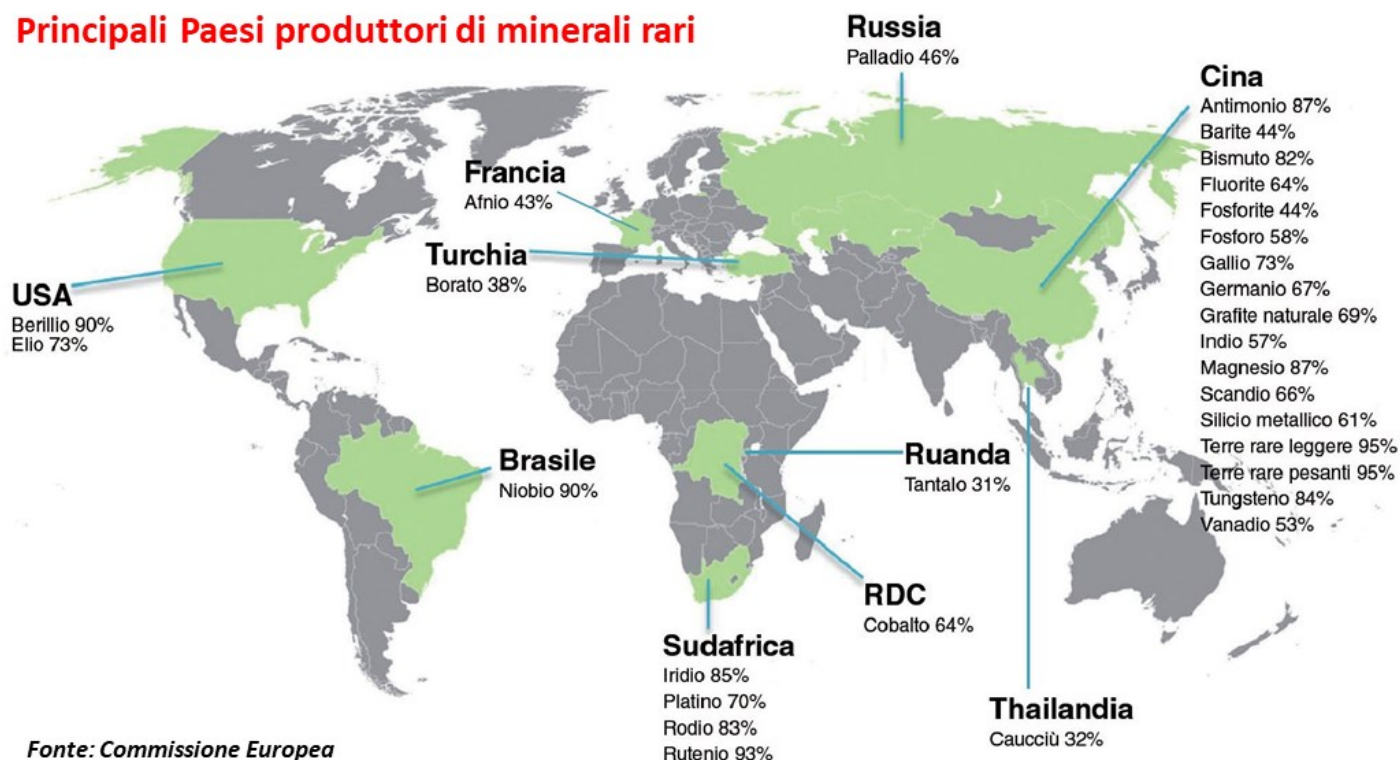 Principali Paesi produttori di minerali rari
Russia
Palladio 46%
Cina
Antimonio 87%
Barite 44%
Bismuto 82%
Fluorite 64%
Fosforite 44%
Fosforo 58%
Gallio 73%
Germanio 67%
Grafite naturale 69%
Indio 57%
Magnesio 87%
Scandio 66%
Silicio metallico 61%
Terre rare leggere 95%
Terre rare pesanti 95%
Tungsteno 84%
Vanadio 53%
Francia
Afnio 43%
Turchia
Borato 38%
USA
Berillio 90%
Elio 73%
Brasile
Niobio 90%
Ruanda
Tantalo 31%
RDC
Cobalto 64%
Sudafrica
Iridio 85%
Platino 70%
Rodio 83%
Rutenio 93%
Thailandia
Caucciù 32%
Fonte: Commissione Europea